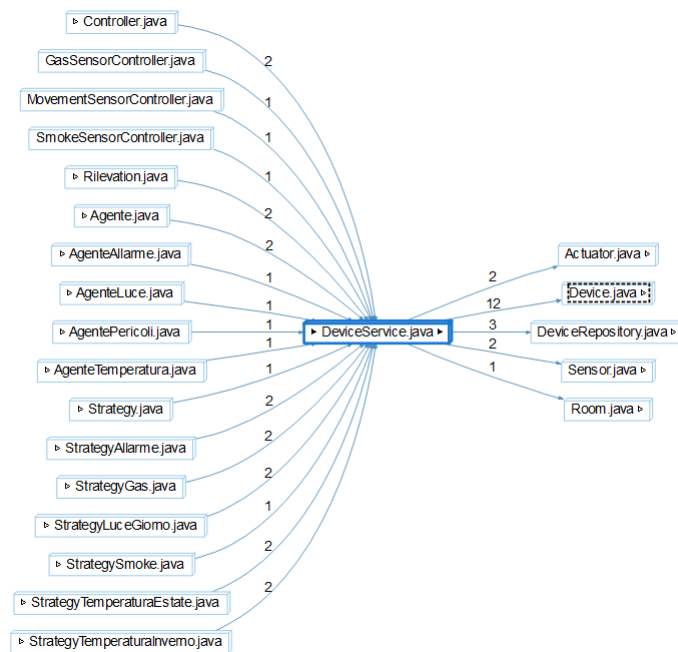 Controller.java
2
GasSensorController.java
1
MovementSensorController.java
1
SmokeSensorController.java
1
Rilevation.java
2
Agente.java
2
AgenteAllarme.java
1
AgenteLuce.java
1
AgentePericoli.java
1
AgenteTemperatura.java
1
Strategy.java
1
StrategyAllarme.java
2
StrategyGas.java
2
StrategyLuceGiorno.java
2
StrategySmoke.java
1
StrategyTemperaturaEstate.java
2
StrategyTemperaturaInverno.java
2
DeviceService.java
2
Actuator.java
12
Device.java
3
DeviceRepository.java
2
Sensor.java
1
Room.java